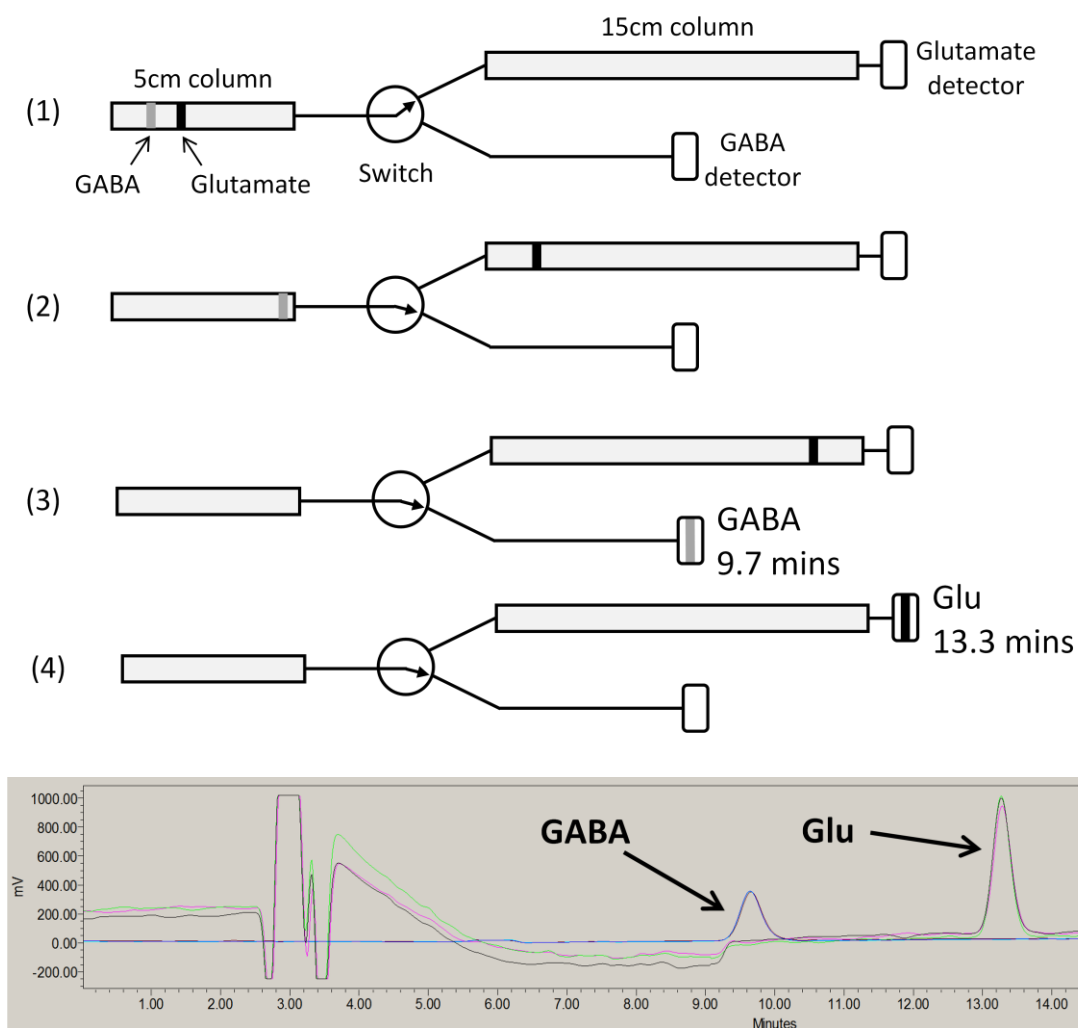 15cm column
Glutamate
detector
5cm column
(1)
GABA
Glutamate
Switch
GABA
detector
(2)
(3)
GABA
9.7 mins
Glu
13.3 mins
(4)
1000.00
800.00
600.00
400.00
200.00
0.00
-200.00
mV
GABA
Glu
1.00 2.00 3.00 4.00 5.00 6.00 7.00 8.00 9.00 10.00 11.00 12.00 13.00 14.00
Minutes